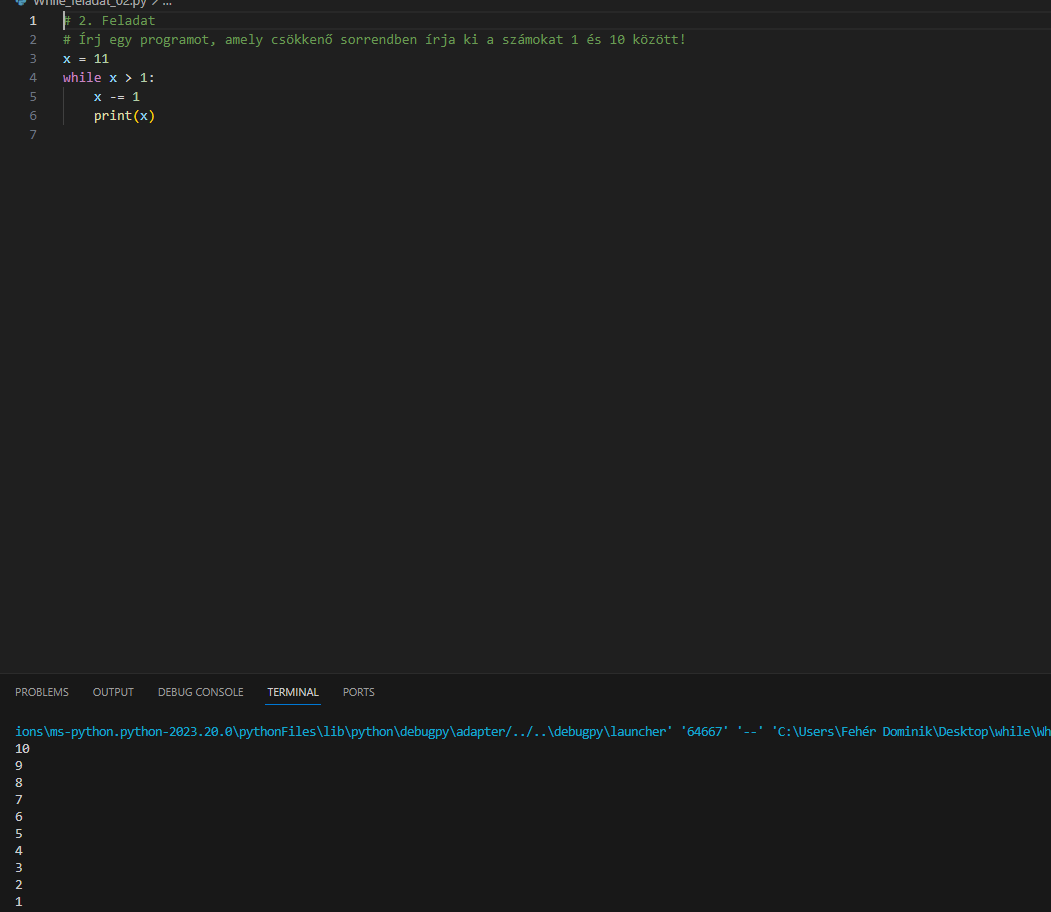 While_feladat_02.py > ...
1 # 2. Feladat
2 # Írj egy programot, amely csökkenő sorrendben írja ki a számokat 1 és 10 között!
3 x = 11
4 while x > 1:
5     x -= 1
6     print(x)
7
PROBLEMS OUTPUT DEBUG CONSOLE TERMINAL PORTS
ions\ms-python.python-2023.20.0\pythonFiles\lib\python\debugpy\adapter/../..\debugpy\launcher' '64667' '--' 'C:\Users\Fehér Dominik\Desktop\while\Wh
10
9
8
7
6
5
4
3
2
1